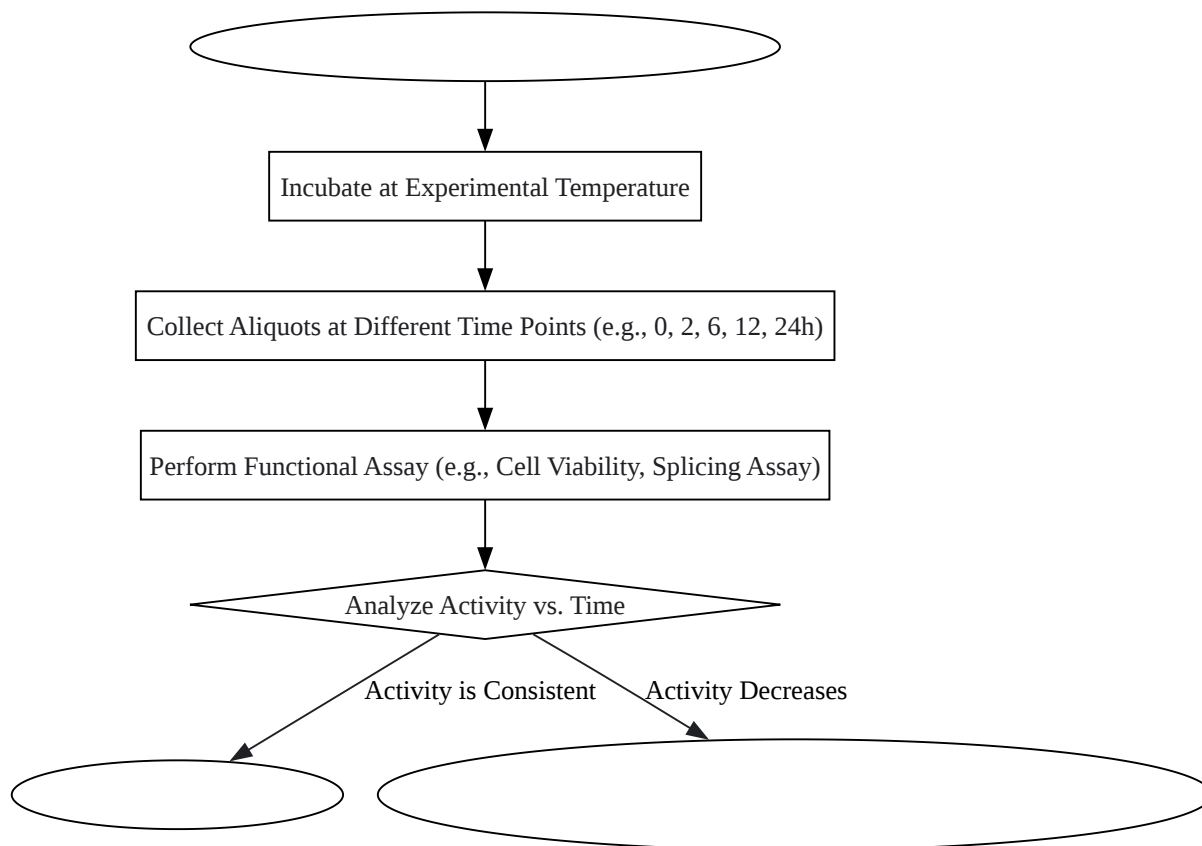 Incubate at Experimental Temperature
Collect Aliquots at Different Time Points (e.g., 0, 2, 6, 12, 24h)
Perform Functional Assay (e.g., Cell Viability, Splicing Assay)
Analyze Activity vs. Time
Activity is Consistent
Activity Decreases